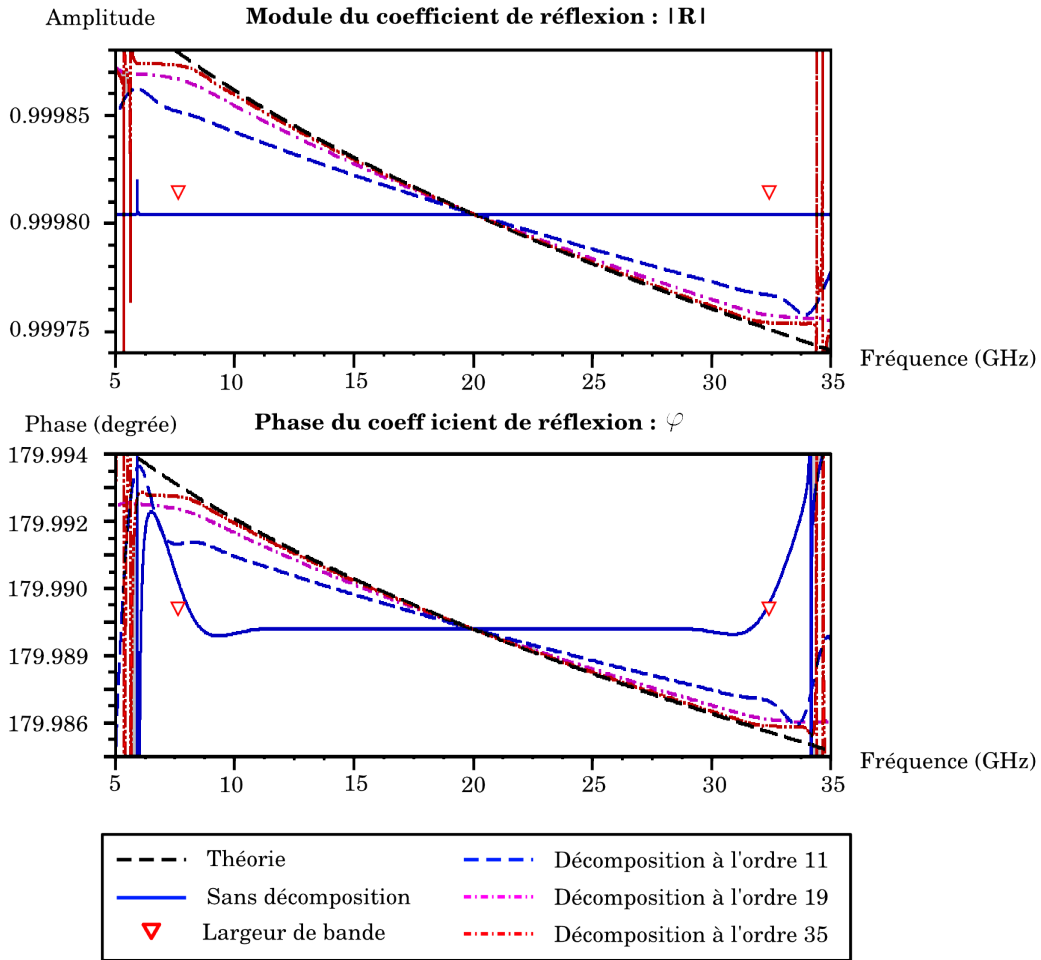 Amplitude
Module du coefficient de réflexion : |R|
0.99985
0.99980
0.99975
5 10 15 20 25 30 35
Fréquence (GHz)
Phase (degrée)
Phase du coeff icient de réflexion : φ
179.994
179.992
179.990
179.989
179.986
5 10 15 20 25 30 35
Fréquence (GHz)
Théorie
Sans décomposition
Largeur de bande
Décomposition à l'ordre 11
Décomposition à l'ordre 19
Décomposition à l'ordre 35